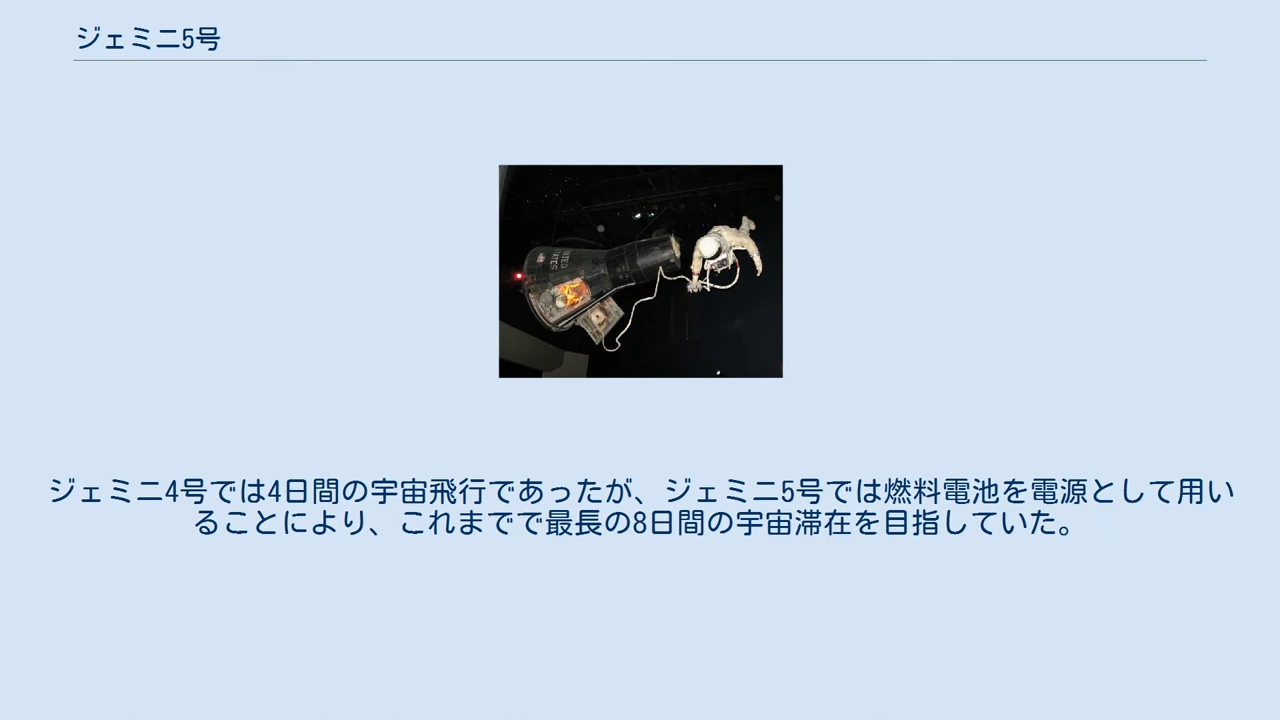 ジェミニ5号
ジェミニ4号では4日間の宇宙飛行であったが、ジェミニ5号では燃料電池を電源として用い
ることにより、これまでで最長の8日間の宇宙滞在を目指していた。